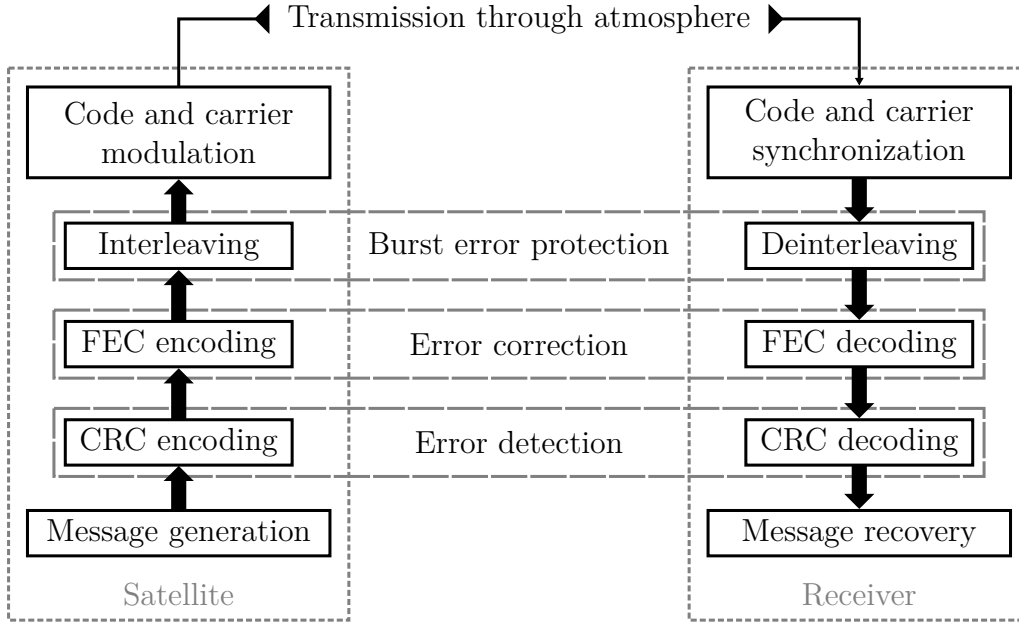 Transmission through atmosphere
Code and carrier
modulation
Code and carrier
synchronization
Interleaving
Burst error protection
Deinterleaving
FEC encoding
Error correction
FEC decoding
CRC encoding
Error detection
CRC decoding
Message generation
Message recovery
Satellite
Receiver